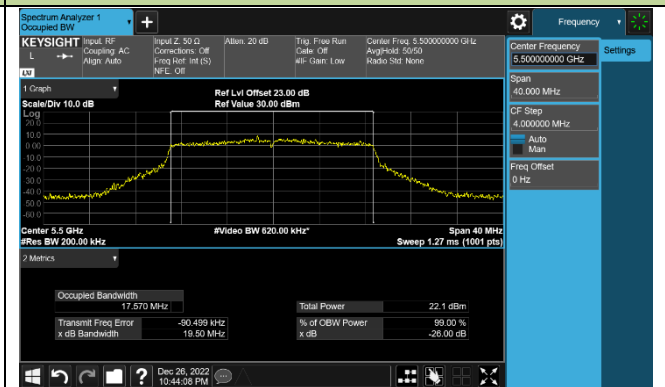 Spectrum Analyzer 1
Occupied BW
+
Frequency
KEYSIGHT
L
LXI
Input: RF
Coupling: AC
Align: Auto
Input Z: 50 Ω
Corrections: Off
Freq Ref: Int (S)
NFE: Off
Atten: 20 dB
Trig: Free Run
Gate: Off
#IF Gain: Low
Center Freq: 5.500000000 GHz
Avg|Hold: 50/50
Radio Std: None
Center Frequency
5.500000000 GHz
Settings
Span
40.000 MHz
CF Step
4.000000 MHz
Auto
Man
Freq Offset
0 Hz
1 Graph
Scale/Div 10.0 dB
Ref Lvl Offset 23.00 dB
Ref Value 30.00 dBm
Log
20.0
10.0
0.00
-10.0
-20.0
-30.0
-40.0
-50.0
-60.0
Center 5.5 GHz
#Video BW 620.00 kHz*
Span 40 MHz
#Res BW 200.00 kHz
Sweep 1.27 ms (1001 pts)
2 Metrics
Occupied Bandwidth
17.570 MHz
Total Power
22.1 dBm
Transmit Freq Error
-90.499 kHz
% of OBW Power
99.00 %
x dB Bandwidth
19.50 MHz
x dB
-26.00 dB
?
Dec 26, 2022
10:44:08 PM